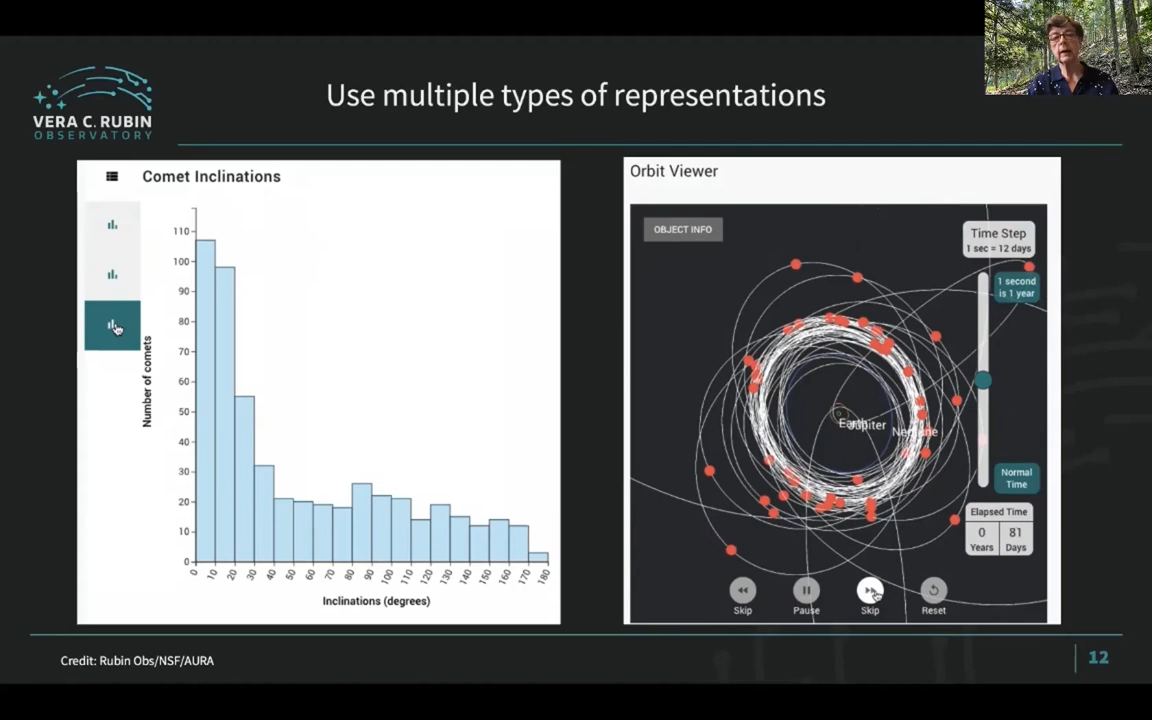 Use multiple types of representations
VERA C. RUBIN
OBSERVATORY
Comet Inclinations
110
100
90
80
70
60
50
40
30
20
10
0
Number of comets
0 10 20 30 40 50 60 70 80 90 100 110 120 130 140 150 160 170 180
Inclinations (degrees)
Orbit Viewer
OBJECT INFO
Time Step
1 sec = 12 days
1 second
is 1 year
Earth
Jupiter
Neptune
Normal
Time
Elapsed Time
0 81
Years Days
Skip Pause Skip Reset
Credit: Rubin Obs/NSF/AURA
12